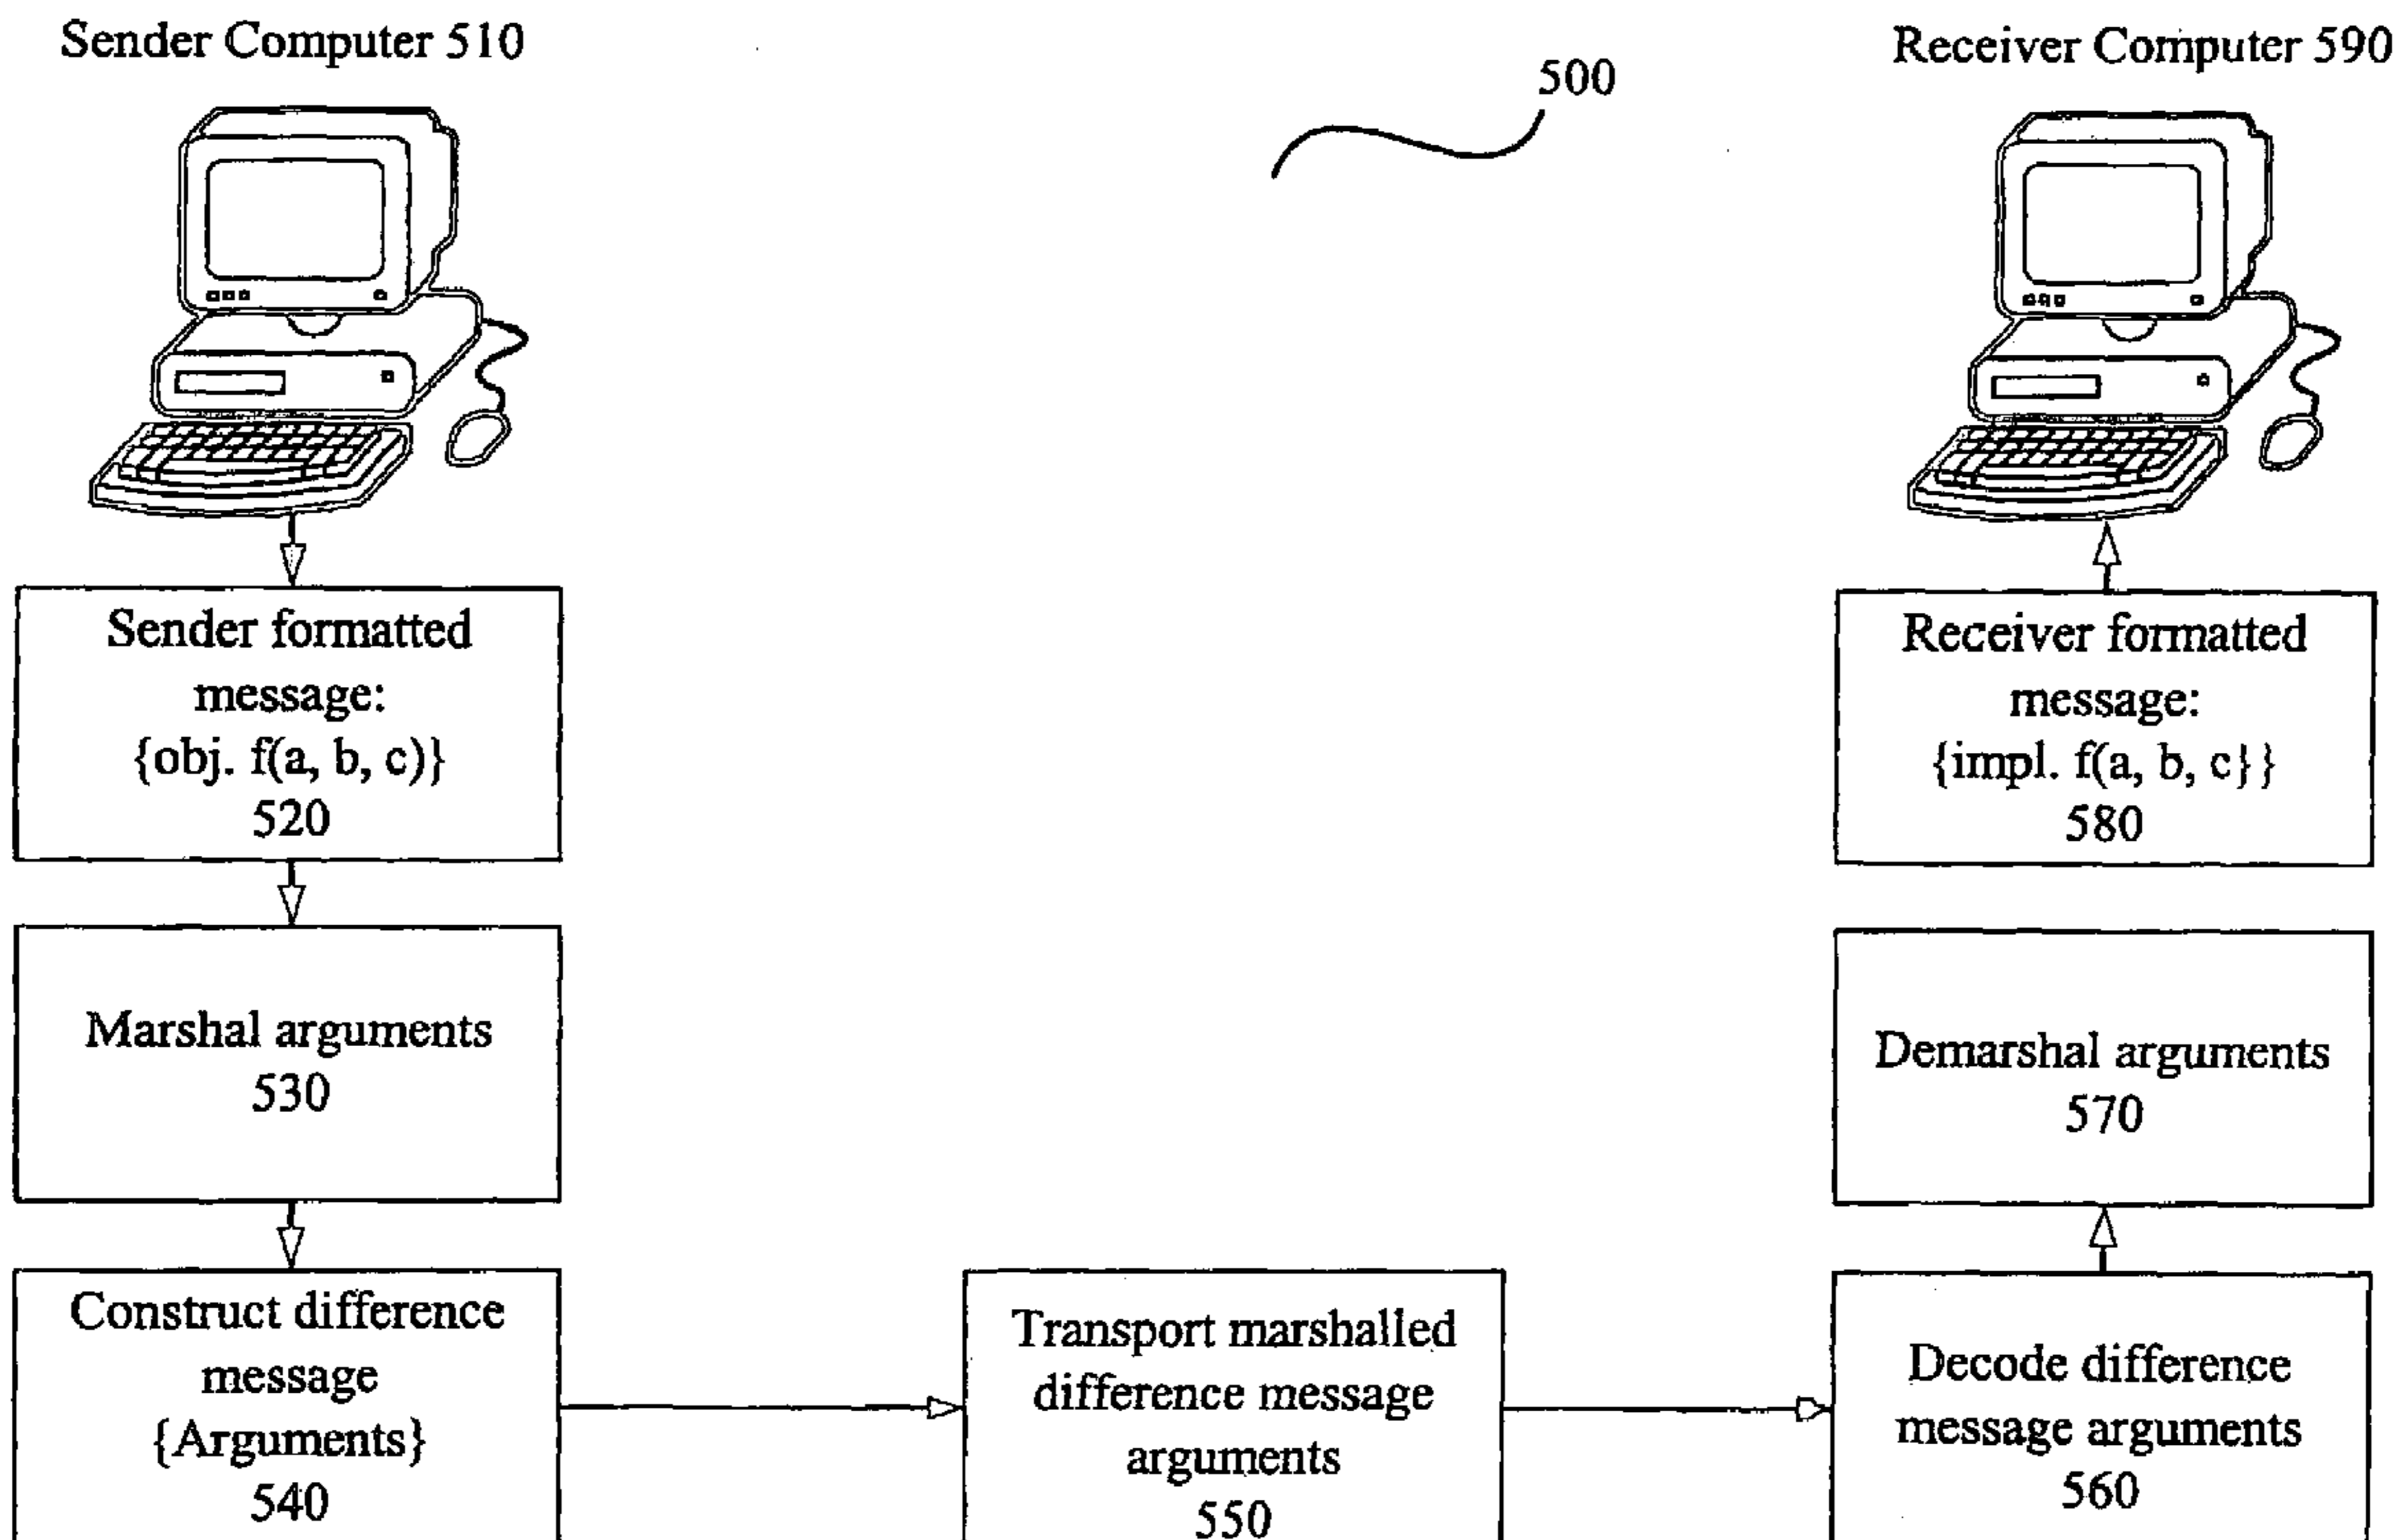 Sender Computer 510
500
Receiver Computer 590
Sender formatted
message:
{obj. f(a, b, c)}
520
Marshal arguments
530
Construct difference
message
{Arguments}
540
Transport marshalled
difference message
arguments
550
Decode difference
message arguments
560
Demarshal arguments
570
Receiver formatted
message:
{impl. f(a, b, c}}
580